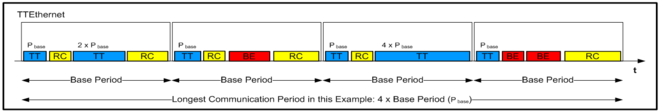 TTEthernet
P base 2 x P base P base P base 4 x P base P base
TT RC TT RC TT RC BE RC TT RC TT TT BE BE RC
t
Base Period Base Period Base Period Base Period
Longest Communication Period in this Example: 4 x Base Period (P base)